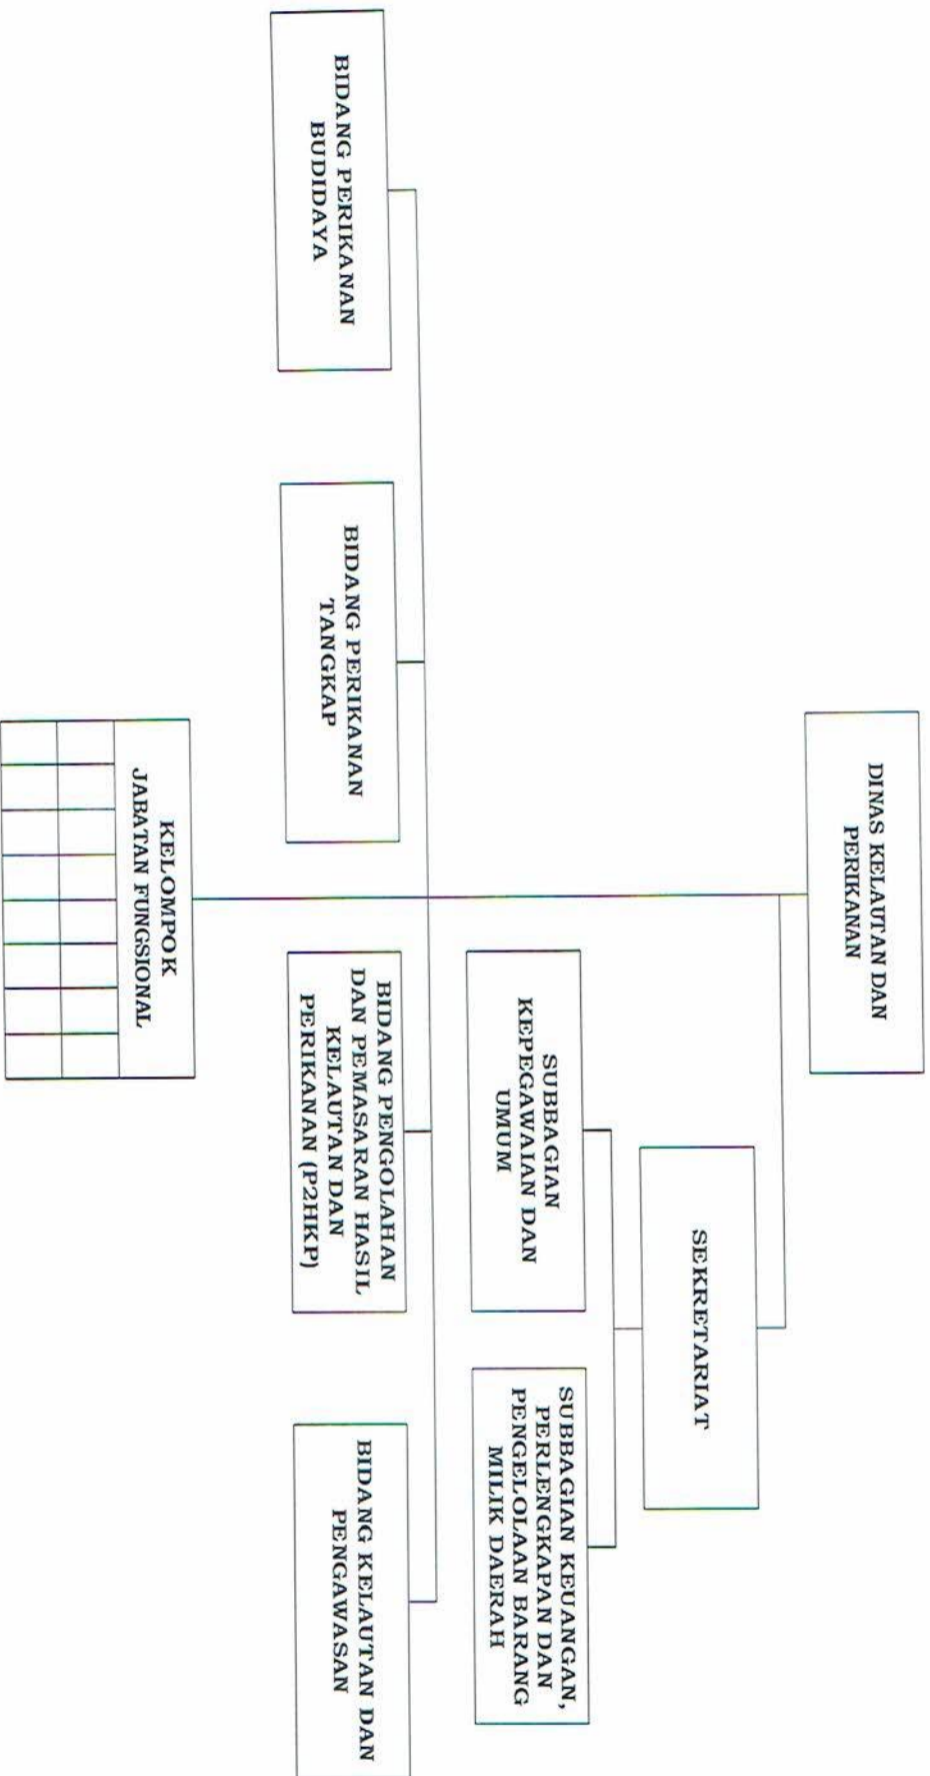 DINAS KELAUTAN DAN
PERIKANAN
SEKRETARIAT
SUBBAGIAN
KEPEGAWAIAN DAN
UMUM
SUBBAGIAN KEUANGAN,
PERLENGKAPAN DAN
PENGELOLAAN BARANG
MILIK DAERAH
BIDANG PERIKANAN
BUDIDAYA
BIDANG PERIKANAN
TANGKAP
BIDANG PENGOLAHAN
DAN PEMASARAN HASIL
KELAUTAN DAN
PERIKANAN (P2HKP)
BIDANG KELAUTAN DAN
PENGAWASAN
KELOMPOK
JABATAN FUNGSIONAL